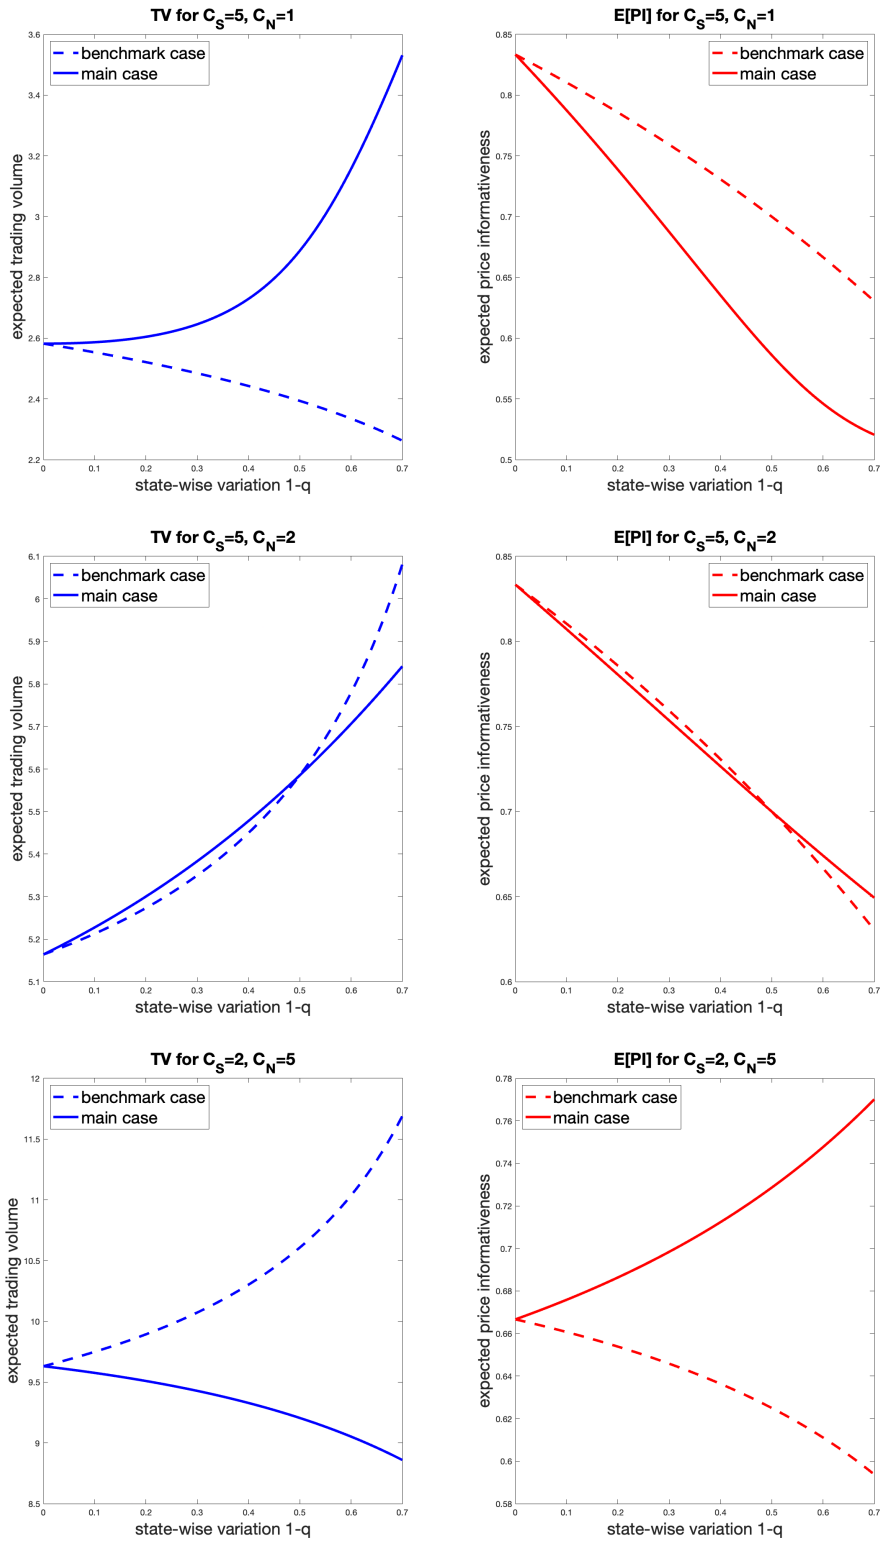 TV for C_S=5, C_N=1
benchmark case
main case
3.6
3.4
3.2
3
2.8
2.6
2.4
2.2
expected trading volume
0 0.1 0.2 0.3 0.4 0.5 0.6 0.7
state-wise variation 1-q
E[PI] for C_S=5, C_N=1
benchmark case
main case
0.85
0.8
0.75
0.7
0.65
0.6
0.55
0.5
expected price informativeness
0 0.1 0.2 0.3 0.4 0.5 0.6 0.7
state-wise variation 1-q
TV for C_S=5, C_N=2
benchmark case
main case
6.1
6
5.9
5.8
5.7
5.6
5.5
5.4
5.3
5.2
5.1
expected trading volume
0 0.1 0.2 0.3 0.4 0.5 0.6 0.7
state-wise variation 1-q
E[PI] for C_S=5, C_N=2
benchmark case
main case
0.85
0.8
0.75
0.7
0.65
0.6
expected price informativeness
0 0.1 0.2 0.3 0.4 0.5 0.6 0.7
state-wise variation 1-q
TV for C_S=2, C_N=5
benchmark case
main case
12
11.5
11
10.5
10
9.5
9
8.5
expected trading volume
0 0.1 0.2 0.3 0.4 0.5 0.6 0.7
state-wise variation 1-q
E[PI] for C_S=2, C_N=5
benchmark case
main case
0.78
0.76
0.74
0.72
0.7
0.68
0.66
0.64
0.62
0.6
0.58
expected price informativeness
0 0.1 0.2 0.3 0.4 0.5 0.6 0.7
state-wise variation 1-q